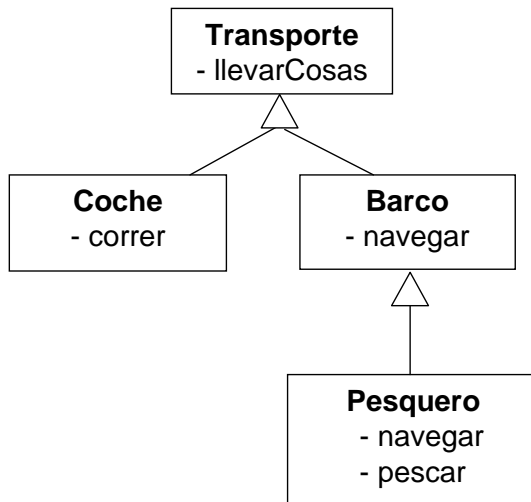 Transporte
- llevarCosas
Coche
- correr
Barco
- navegar
Pesquero
- navegar
- pescar